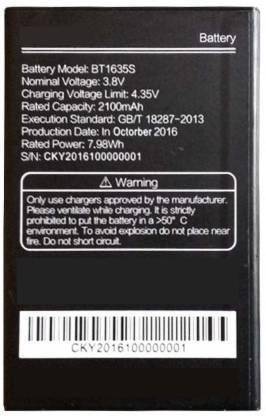 Battery
Battery Model: BT1635S
Nominal Voltage: 3.8V
Charging Voltage Limit: 4.35V
Rated Capacity: 2100mAh
Execution Standard: GB/T 18287-2013
Production Date: In Octorber 2016
Rated Power: 7.98Wh
S/N: CKY2016100000001
⚠ Warning
Only use chargers approved by the manufacturer.
Please ventilate while charging. It is strictly
prohibited to put the battery in a >50° C
environment. To avoid explosion do not place near
fire. Do not short circuit.
CKY2016100000001